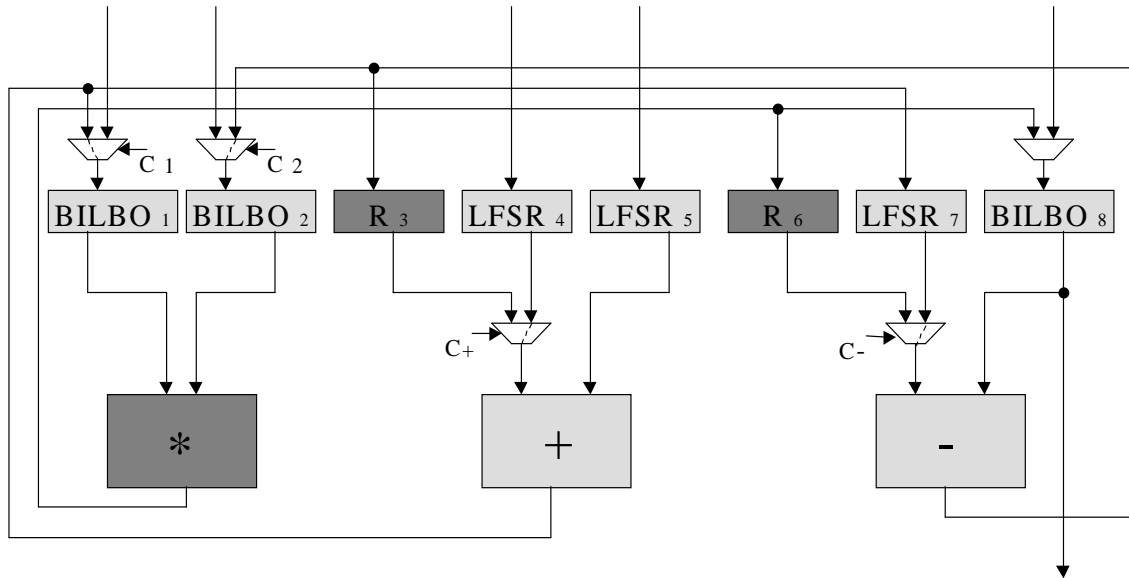 C 1
C 2
BILBO 1
BILBO 2
R 3
LFSR 4
LFSR 5
R 6
LFSR 7
BILBO 8
C+
C-
*
+
-